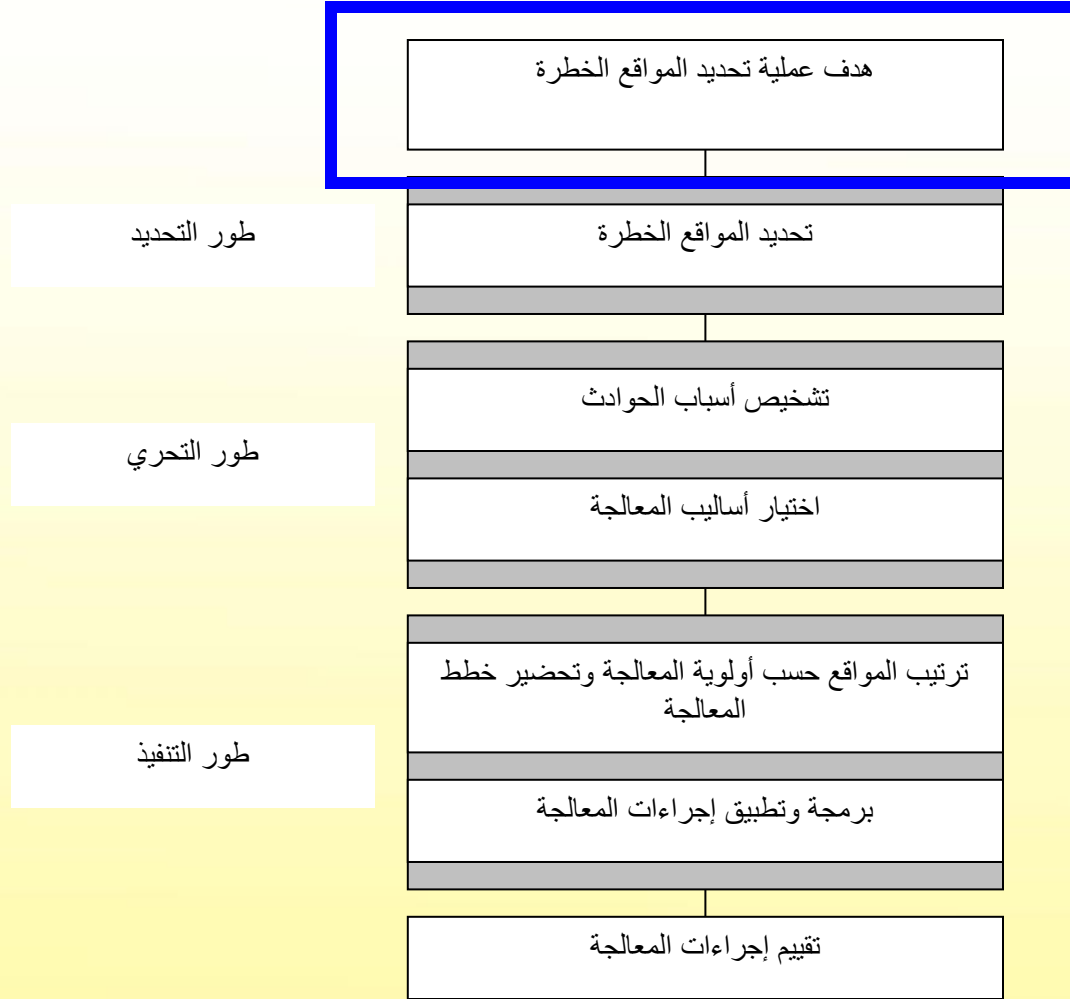 هدف عملية تحديد المواقع الخطرة
طور التحديد
تحديد المواقع الخطرة
تشخيص أسباب الحوادث
طور التحري
اختيار أساليب المعالجة
ترتيب المواقع حسب أولوية المعالجة وتحضير خطط
المعالجة
طور التنفيذ
برمجة وتطبيق إجراءات المعالجة
تقييم إجراءات المعالجة